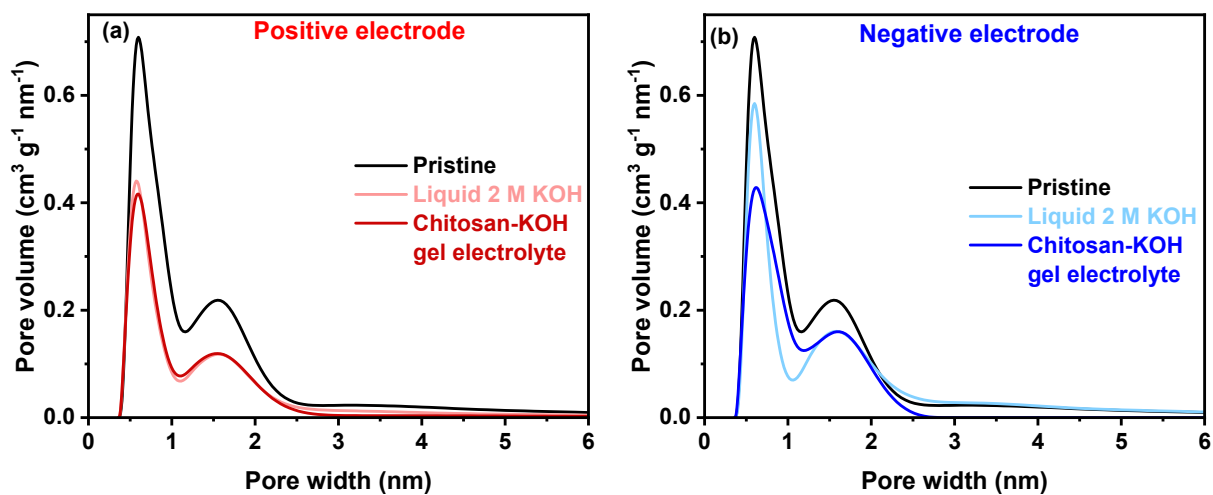 (a)
Positive electrode
Pore volume (cm³ g⁻¹ nm⁻¹)
0.6
0.4
0.2
0.0
Pristine
Liquid 2 M KOH
Chitosan-KOH
gel electrolyte
0 1 2 3 4 5 6
Pore width (nm)
(b)
Negative electrode
Pore volume (cm³ g⁻¹ nm⁻¹)
0.6
0.4
0.2
0.0
Pristine
Liquid 2 M KOH
Chitosan-KOH
gel electrolyte
0 1 2 3 4 5 6
Pore width (nm)